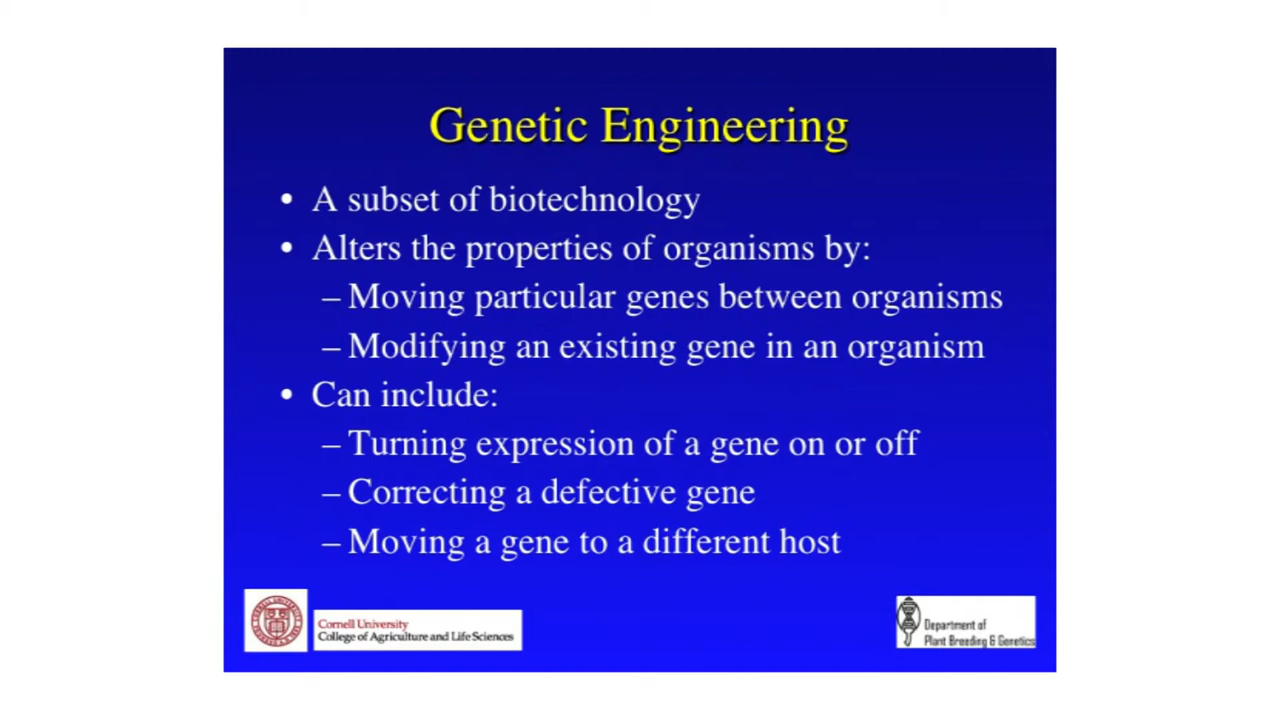 Genetic Engineering
• A subset of biotechnology
• Alters the properties of organisms by:
– Moving particular genes between organisms
– Modifying an existing gene in an organism
• Can include:
– Turning expression of a gene on or off
– Correcting a defective gene
– Moving a gene to a different host
Cornell University
College of Agriculture and Life Sciences
Department of
Plant Breeding & Genetics